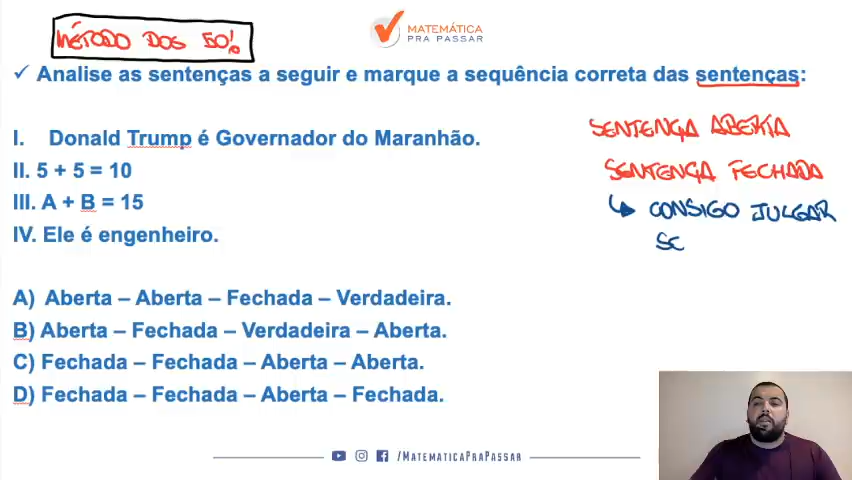 MÉTODO DOS 50!
MATEMÁTICA
PRA PASSAR
✓ Analise as sentenças a seguir e marque a sequência correta das sentenças:
I. Donald Trump é Governador do Maranhão.
II. 5 + 5 = 10
III. A + B = 15
IV. Ele é engenheiro.
SENTENÇA ABERTA
SENTENÇA FECHADA
↳ CONSIGO JULGAR
SC
A) Aberta – Aberta – Fechada – Verdadeira.
B) Aberta – Fechada – Verdadeira – Aberta.
C) Fechada – Fechada – Aberta – Aberta.
D) Fechada – Fechada – Aberta – Fechada.
/MATEMATICAPRAPASSAR